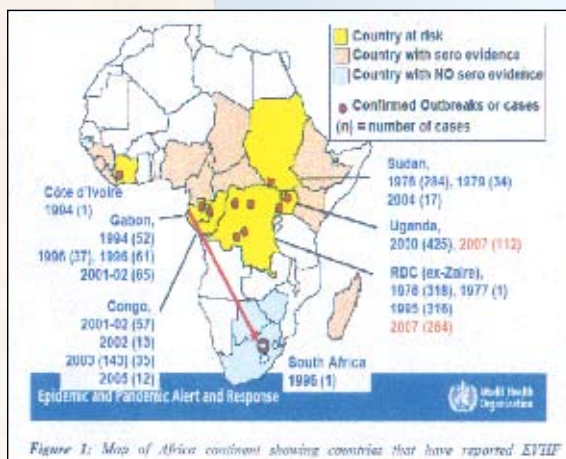 Country at risk
Country with sero evidence
Country with NO sero evidence
Confirmed Outbreaks or cases
(n) = number of cases
Côte d'Ivoire
1994 (1)
Gabon,
1994 (52)
1996 (37), 1996 (61)
2001-02 (65)
Congo,
2001-02 (57)
2002 (13)
2003 (143) (35)
2005 (12)
Sudan,
1976 (284), 1979 (34)
2004 (17)
Uganda,
2000 (425), 2007 (112)
RDC (ex-Zaire),
1976 (318), 1977 (1)
1995 (316)
2007 (264)
South Africa
1996 (1)
Epidemic and Pandemic Alert and Response
World Health
Organization
Figure 1: Map of Africa continent showing countries that have reported EVHF